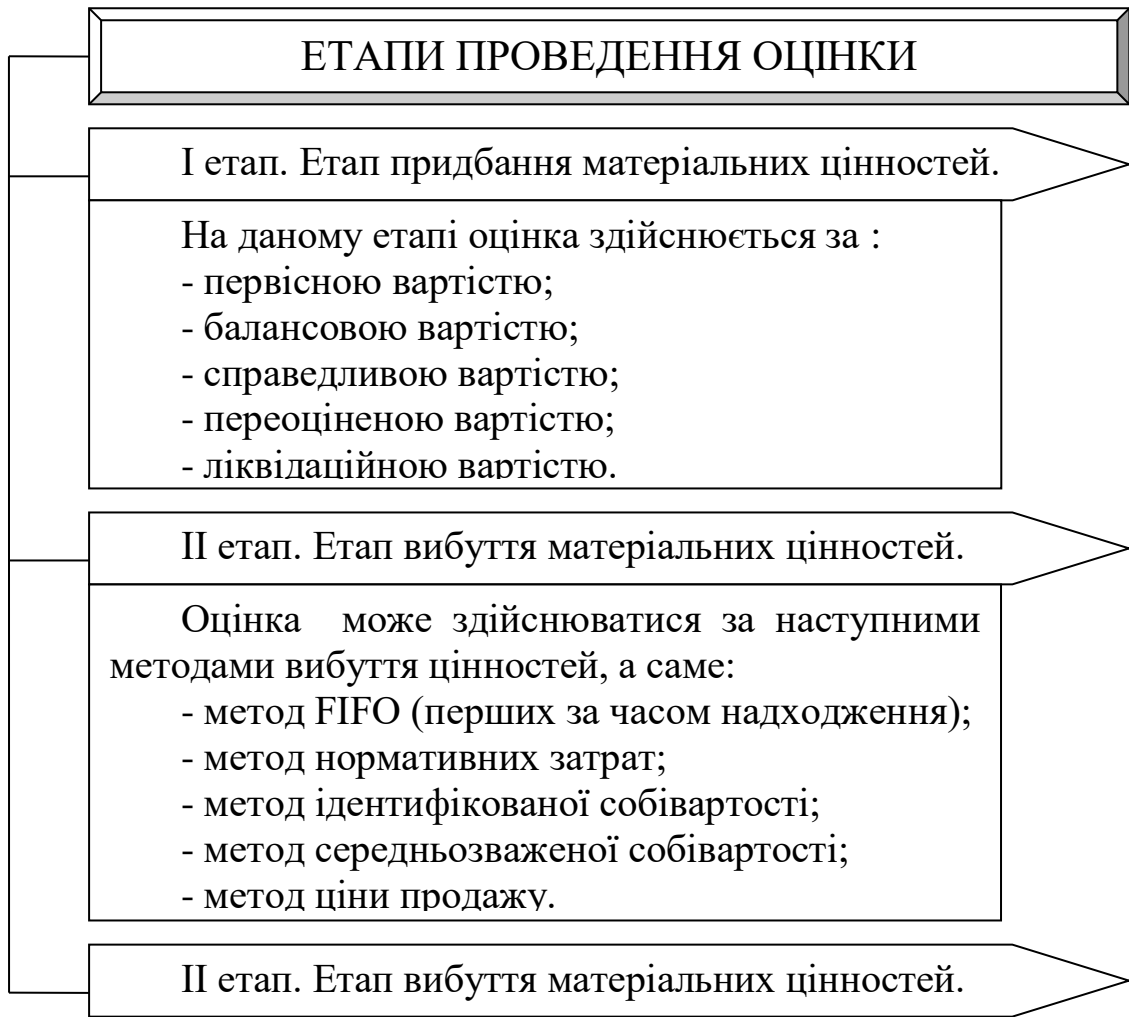 ЕТАПИ ПРОВЕДЕННЯ ОЦІНКИ
І етап. Етап придбання матеріальних цінностей.
На даному етапі оцінка здійснюється за :
- первісною вартістю;
- балансовою вартістю;
- справедливою вартістю;
- переоціненою вартістю;
- ліквідаційною вартістю.
ІІ етап. Етап вибуття матеріальних цінностей.
Оцінка може здійснюватися за наступними
методами вибуття цінностей, а саме:
- метод FIFO (перших за часом надходження);
- метод нормативних затрат;
- метод ідентифікованої собівартості;
- метод середньозваженої собівартості;
- метод ціни продажу.
ІІ етап. Етап вибуття матеріальних цінностей.